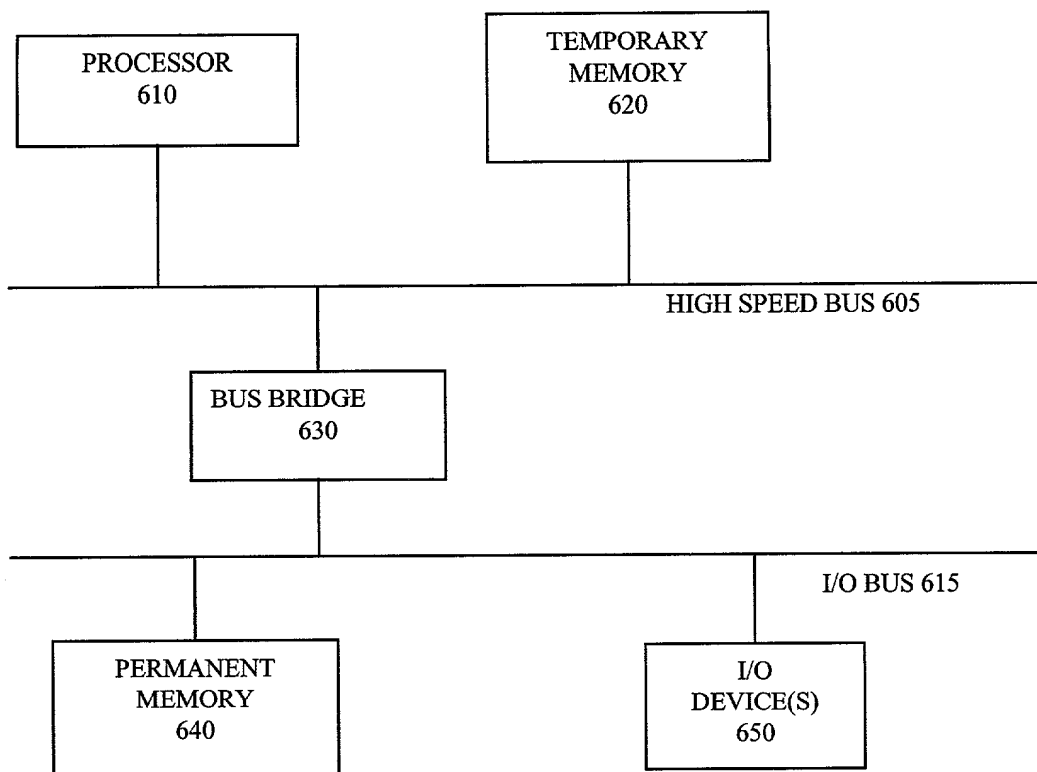 PROCESSOR
610
TEMPORARY
MEMORY
620
HIGH SPEED BUS 605
BUS BRIDGE
630
I/O BUS 615
PERMANENT
MEMORY
640
I/O
DEVICE(S)
650